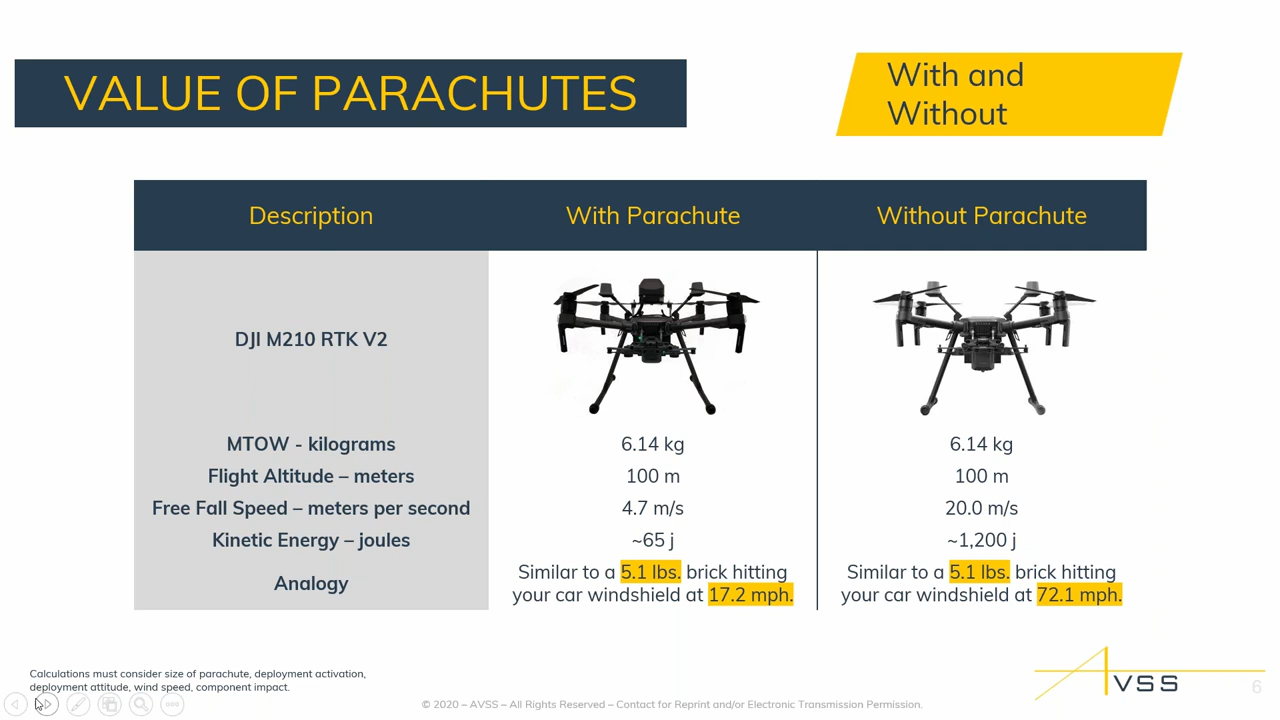 VALUE OF PARACHUTES
With and
Without
Description
With Parachute
Without Parachute
DJI M210 RTK V2
MTOW - kilograms
6.14 kg
6.14 kg
Flight Altitude – meters
100 m
100 m
Free Fall Speed – meters per second
4.7 m/s
20.0 m/s
Kinetic Energy – joules
~65 j
~1,200 j
Analogy
Similar to a 5.1 lbs. brick hitting
your car windshield at 17.2 mph.
Similar to a 5.1 lbs. brick hitting
your car windshield at 72.1 mph.
Calculations must consider size of parachute, deployment activation,
deployment attitude, wind speed, component impact.
AVSS
6
© 2020 – AVSS – All Rights Reserved – Contact for Reprint and/or Electronic Transmission Permission.